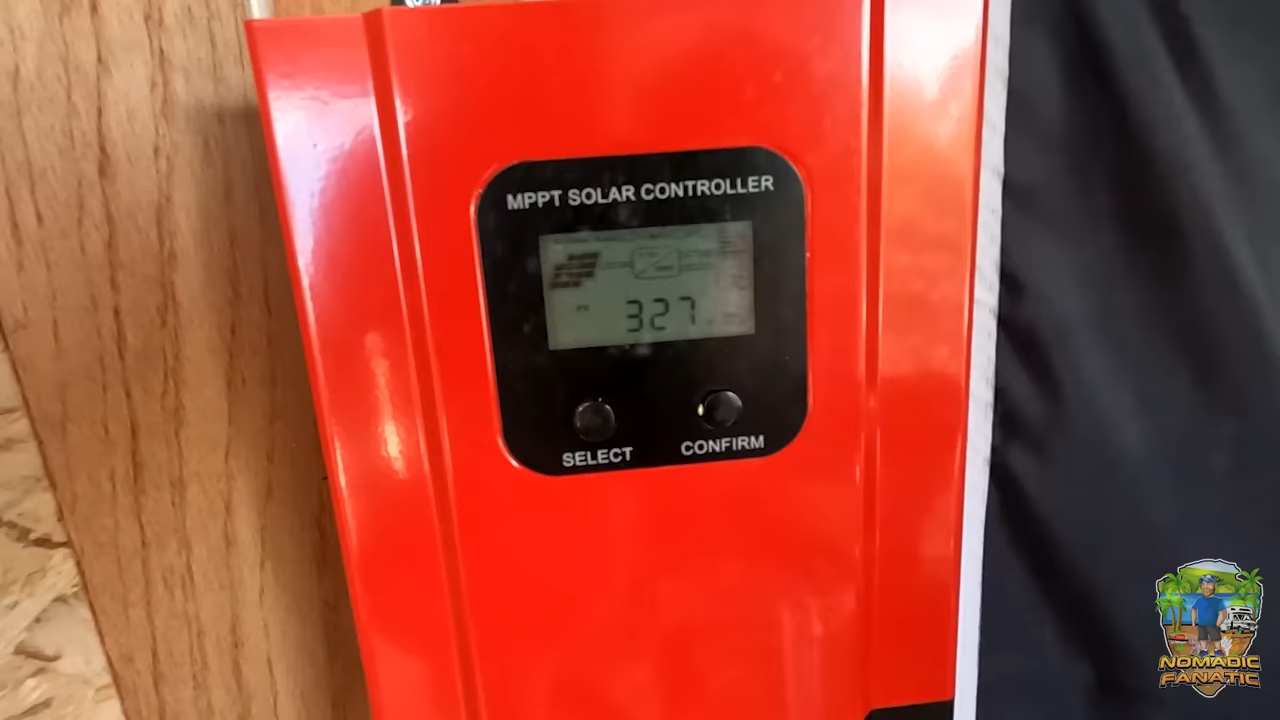 MPPT SOLAR CONTROLLER
327
SELECT
CONFIRM
NOMADIC
FANATIC